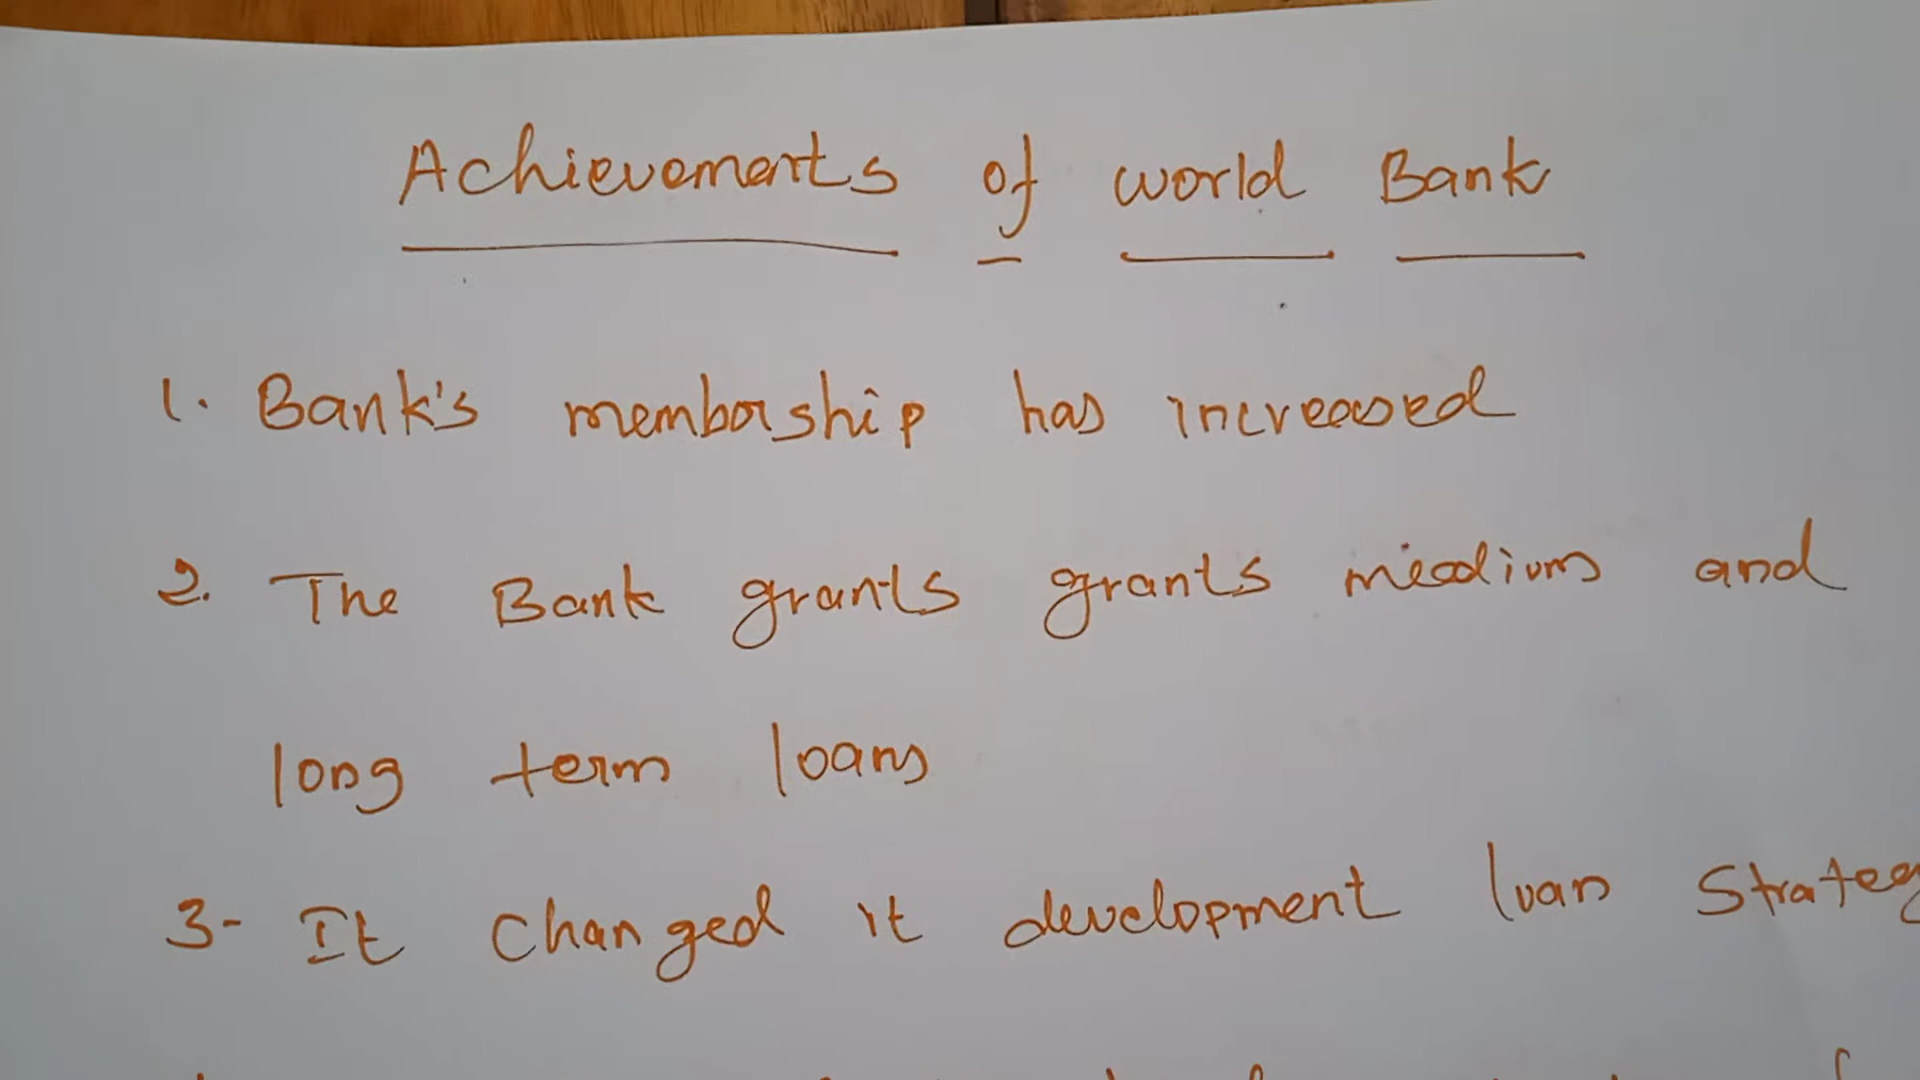 Achievements of world Bank
1. Bank's membership has increased
2. The Bank grants grants medium and
long term loans
3- It changed it development loan Strateg